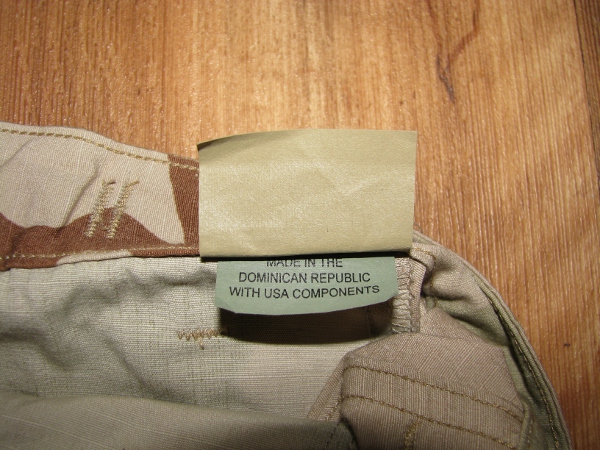 MADE IN THE
DOMINICAN REPUBLIC
WITH USA COMPONENTS